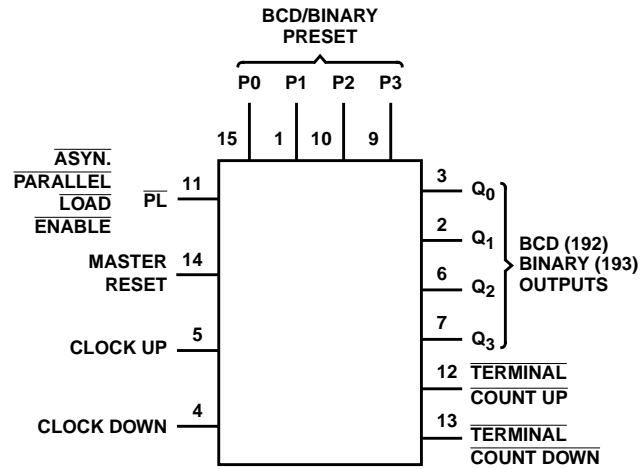 BCD/BINARY
PRESET
P0 P1 P2 P3
15 1 10 9
ASYN.
PARALLEL
LOAD
ENABLE
PL
11
MASTER
RESET
14
CLOCK UP
5
CLOCK DOWN
4
3
Q0
2
Q1
6
Q2
7
Q3
BCD (192)
BINARY (193)
OUTPUTS
12
TERMINAL
COUNT UP
13
TERMINAL
COUNT DOWN